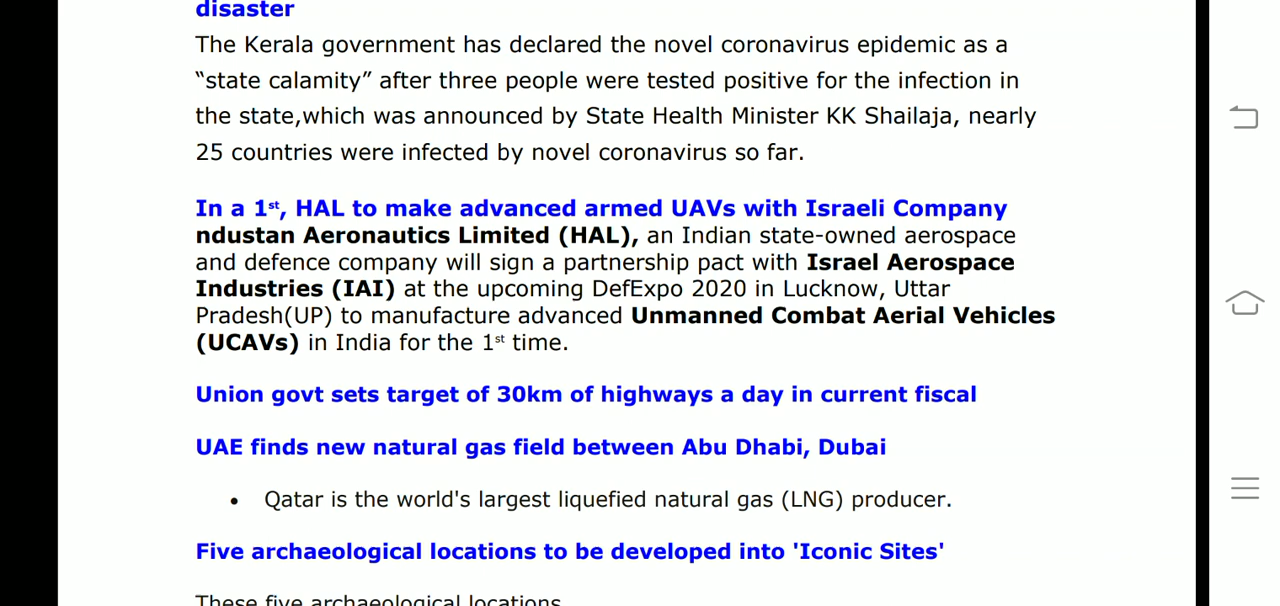 disaster
The Kerala government has declared the novel coronavirus epidemic as a
“state calamity” after three people were tested positive for the infection in
the state,which was announced by State Health Minister KK Shailaja, nearly
25 countries were infected by novel coronavirus so far.
In a 1st, HAL to make advanced armed UAVs with Israeli Company
ndustan Aeronautics Limited (HAL), an Indian state-owned aerospace
and defence company will sign a partnership pact with Israel Aerospace
Industries (IAI) at the upcoming DefExpo 2020 in Lucknow, Uttar
Pradesh(UP) to manufacture advanced Unmanned Combat Aerial Vehicles
(UCAVs) in India for the 1st time.
Union govt sets target of 30km of highways a day in current fiscal
UAE finds new natural gas field between Abu Dhabi, Dubai
• Qatar is the world's largest liquefied natural gas (LNG) producer.
Five archaeological locations to be developed into 'Iconic Sites'
These five archaeological locations